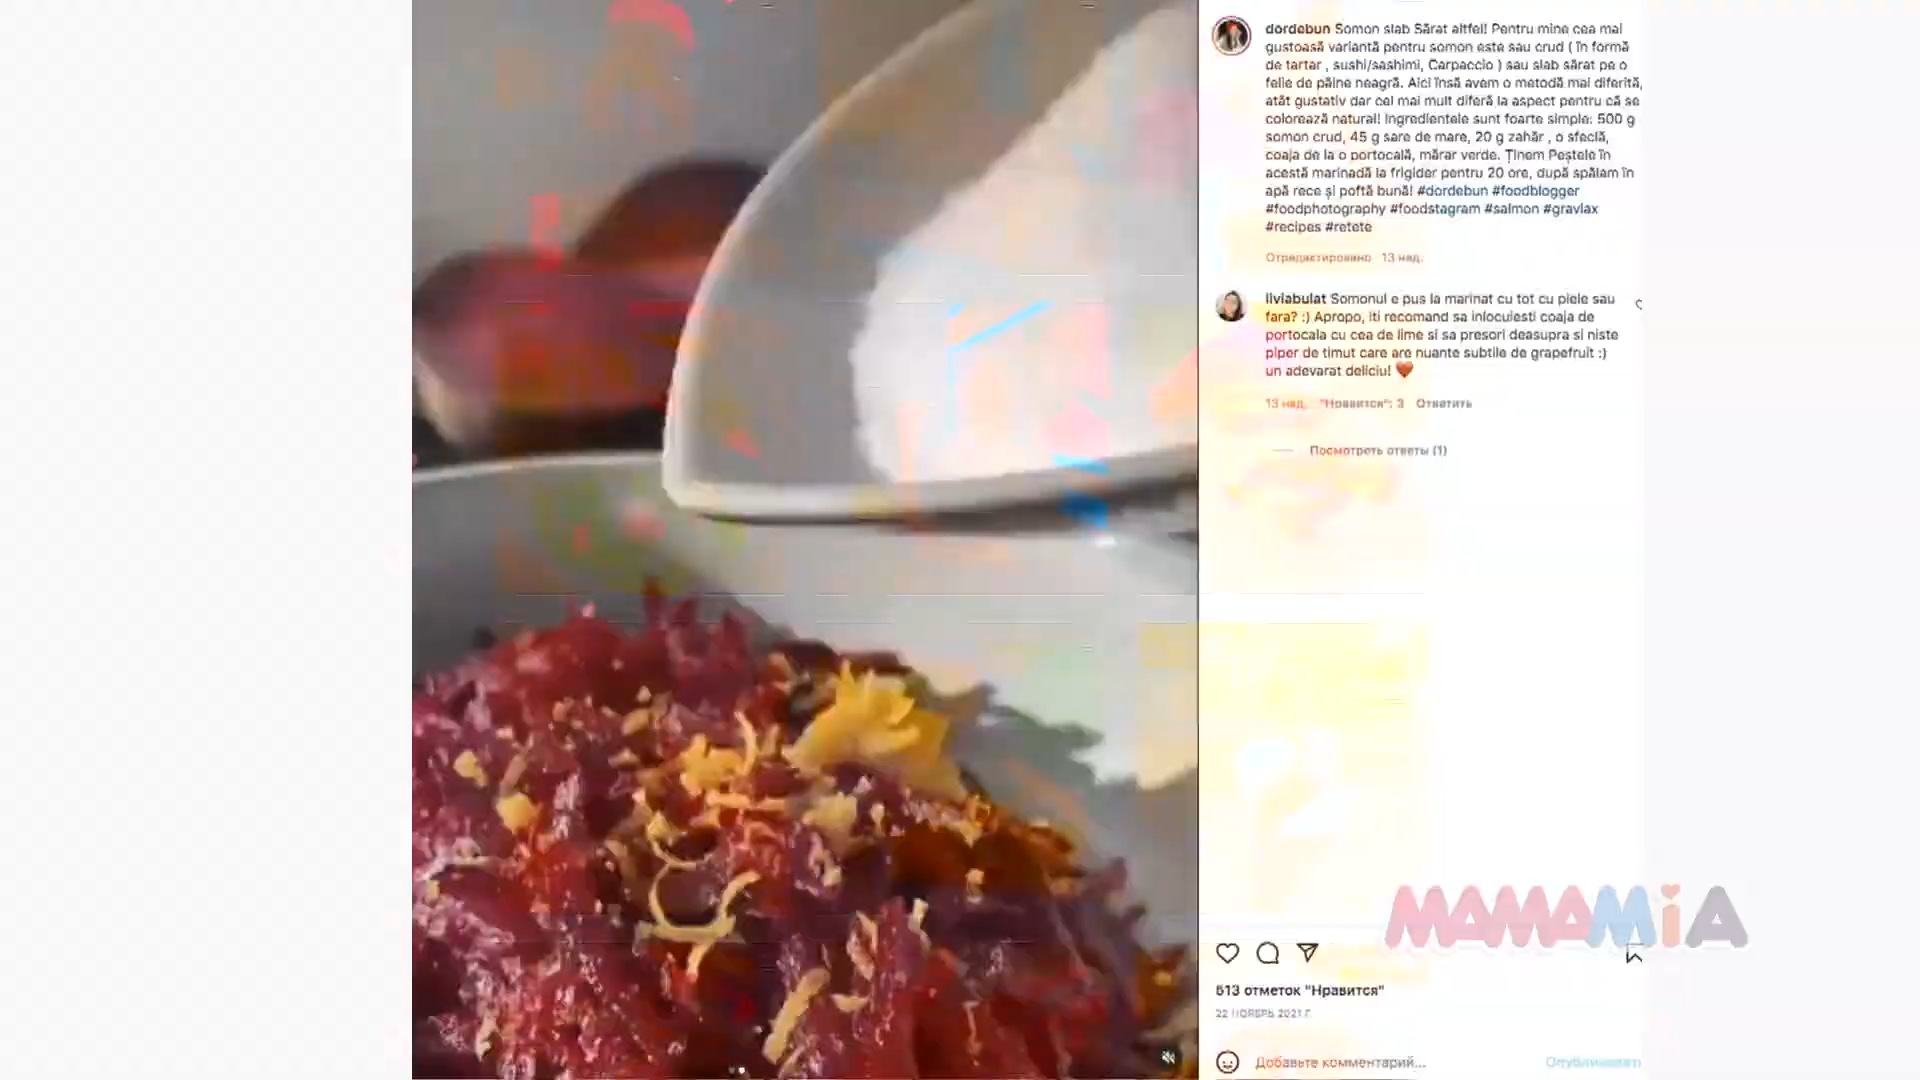 dordebun Somon slab Sărat altfel! Pentru mine cea mai
gustoasă variantă pentru somon este sau crud ( în formă
de tartar , sushi/sashimi, Carpaccio ) sau slab sărat pe o
felie de pâine neagră. Aici însă avem o metodă mai diferită,
atât gustativ dar cel mai mult diferă la aspect pentru că se
colorează natural! Ingredientele sunt foarte simple: 500 g
somon crud, 45 g sare de mare, 20 g zahăr , o sfeclă,
coaja de la o portocală, mărar verde. Ținem Peștele în
acestă marinadă la frigider pentru 20 ore, după spălam în
apă rece și poftă bună! #dordebun #foodblogger
#foodphotography #foodstagram #salmon #gravlax
#recipes #retete
Отредактировано · 13 нед.
liviabulat Somonul e pus la marinat cu tot cu piele sau
fara? :) Apropo, iti recomand sa inlocuiesti coaja de
portocala cu cea de lime si sa presori deasupra si niste
piper de timut care are nuante subtile de grapefruit :)
un adevarat deliciu! ❤️
13 нед. "Нравится": 3 Ответить
Посмотреть ответы (1)
MAMAMiA
513 отметок "Нравится"
22 НОЯБРЬ 2021 Г.
Добавьте комментарий... Опубликовать